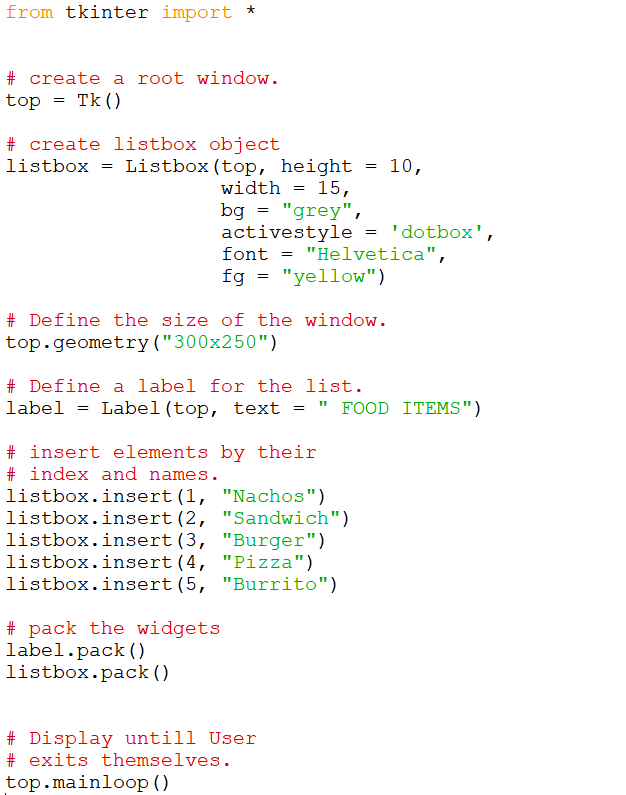 from tkinter import *
# create a root window.
top = Tk()
# create listbox object
listbox = Listbox(top, height = 10,
                  width = 15,
                  bg = "grey",
                  activestyle = 'dotbox',
                  font = "Helvetica",
                  fg = "yellow")
# Define the size of the window.
top.geometry("300x250")
# Define a label for the list.
label = Label(top, text = " FOOD ITEMS")
# insert elements by their
# index and names.
listbox.insert(1, "Nachos")
listbox.insert(2, "Sandwich")
listbox.insert(3, "Burger")
listbox.insert(4, "Pizza")
listbox.insert(5, "Burrito")
# pack the widgets
label.pack()
listbox.pack()
# Display untill User
# exits themselves.
top.mainloop()